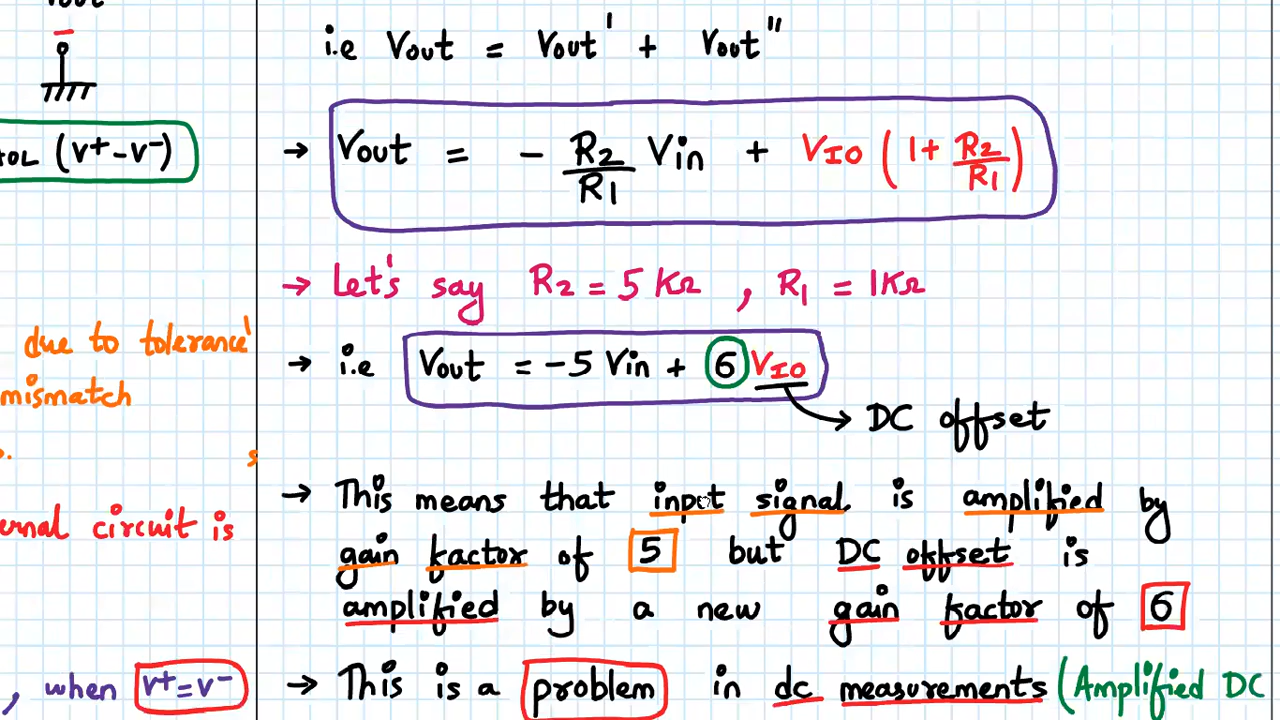 Vout
AOL (V⁺-V⁻)
due to tolerance'
mismatch
s
ernal circuit is
, when V⁺=V⁻
i.e Vout = Vout' + Vout"
→ Vout = - R2/R1 Vin + VIO (1+ R2/R1)
→ Let's say R2 = 5 KΩ , R1 = 1KΩ
→ i.e Vout = -5 Vin + 6 VIO
→ DC offset
→ This means that input signal is amplified by
gain factor of 5 but DC offset is
amplified by a new gain factor of 6
→ This is a problem in dc measurements (Amplified DC